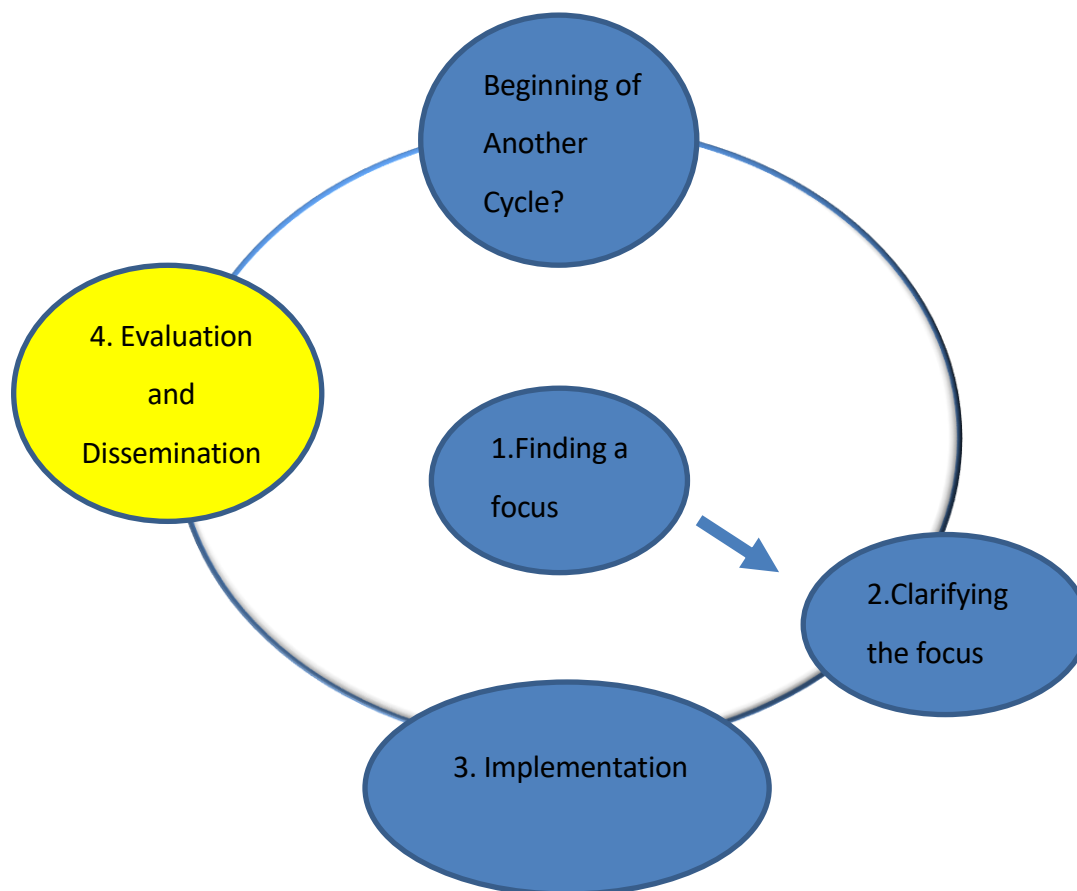 Beginning of
Another
Cycle?
4. Evaluation
and
Dissemination
1.Finding a
focus
2.Clarifying
the focus
3. Implementation